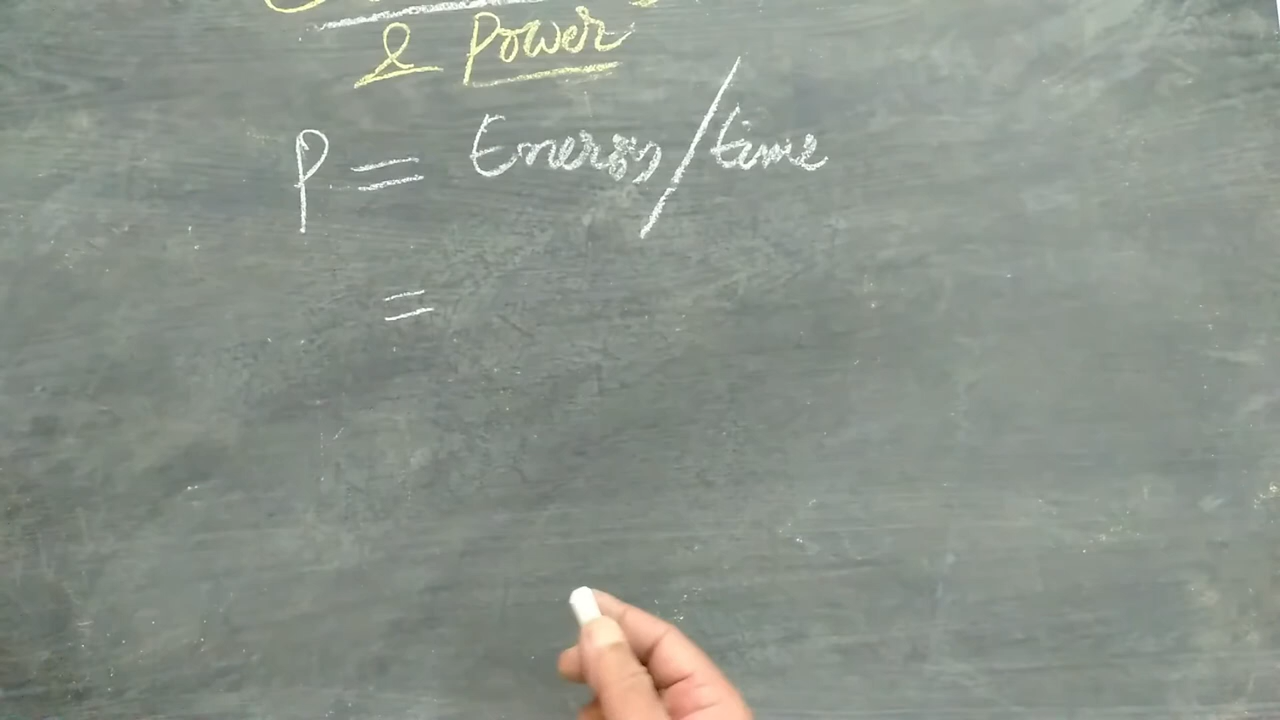 & Power
P = Energy/time
=